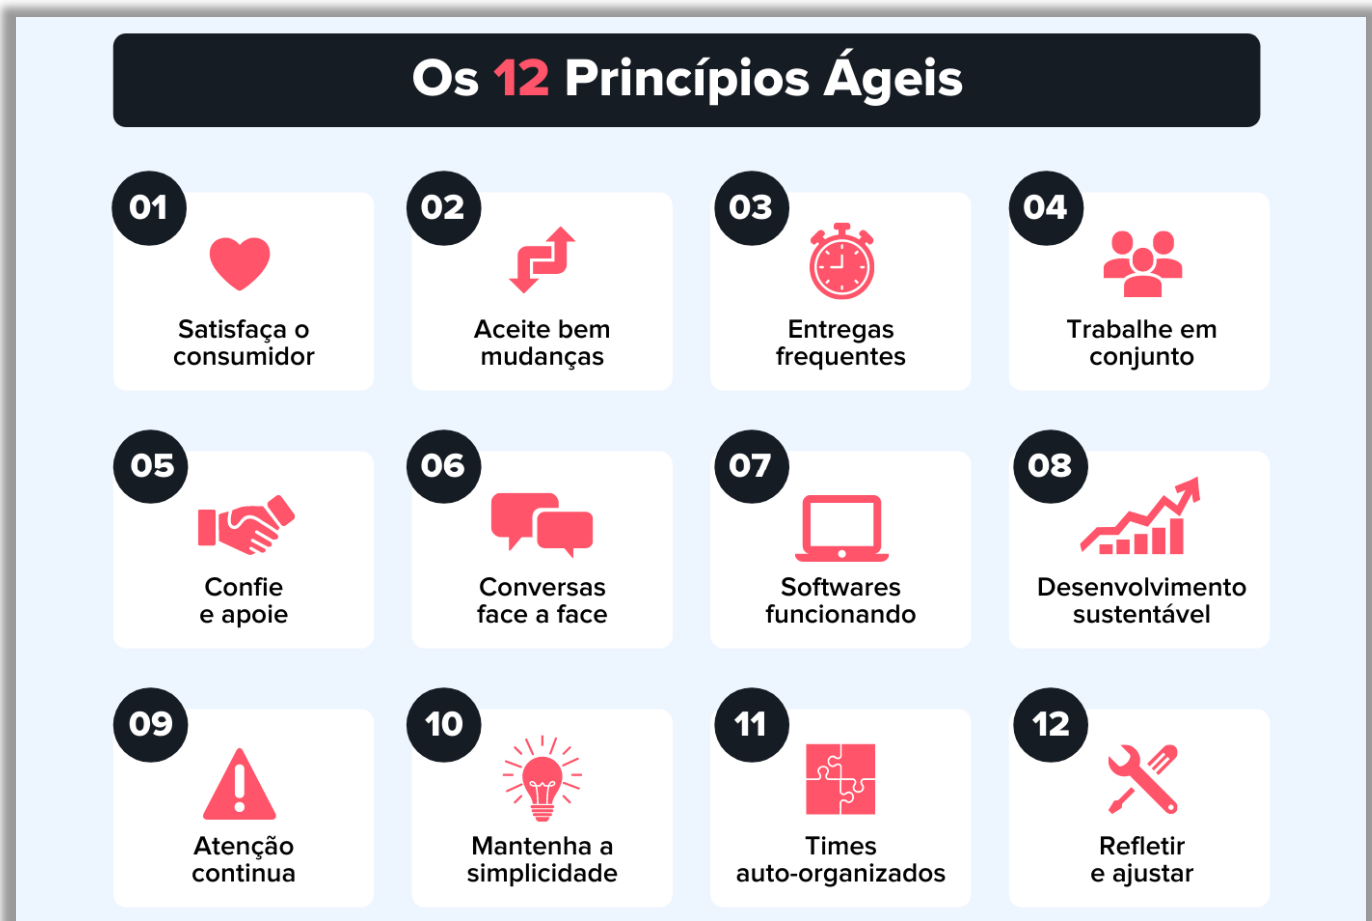 Os 12 Princípios Ágeis
01
Satisfaça o
consumidor
02
Aceite bem
mudanças
03
Entregas
frequentes
04
Trabalhe em
conjunto
05
Confie
e apoie
06
Conversas
face a face
07
Softwares
funcionando
08
Desenvolvimento
sustentável
09
Atenção
continua
10
Mantenha a
simplicidade
11
Times
auto-organizados
12
Refletir
e ajustar